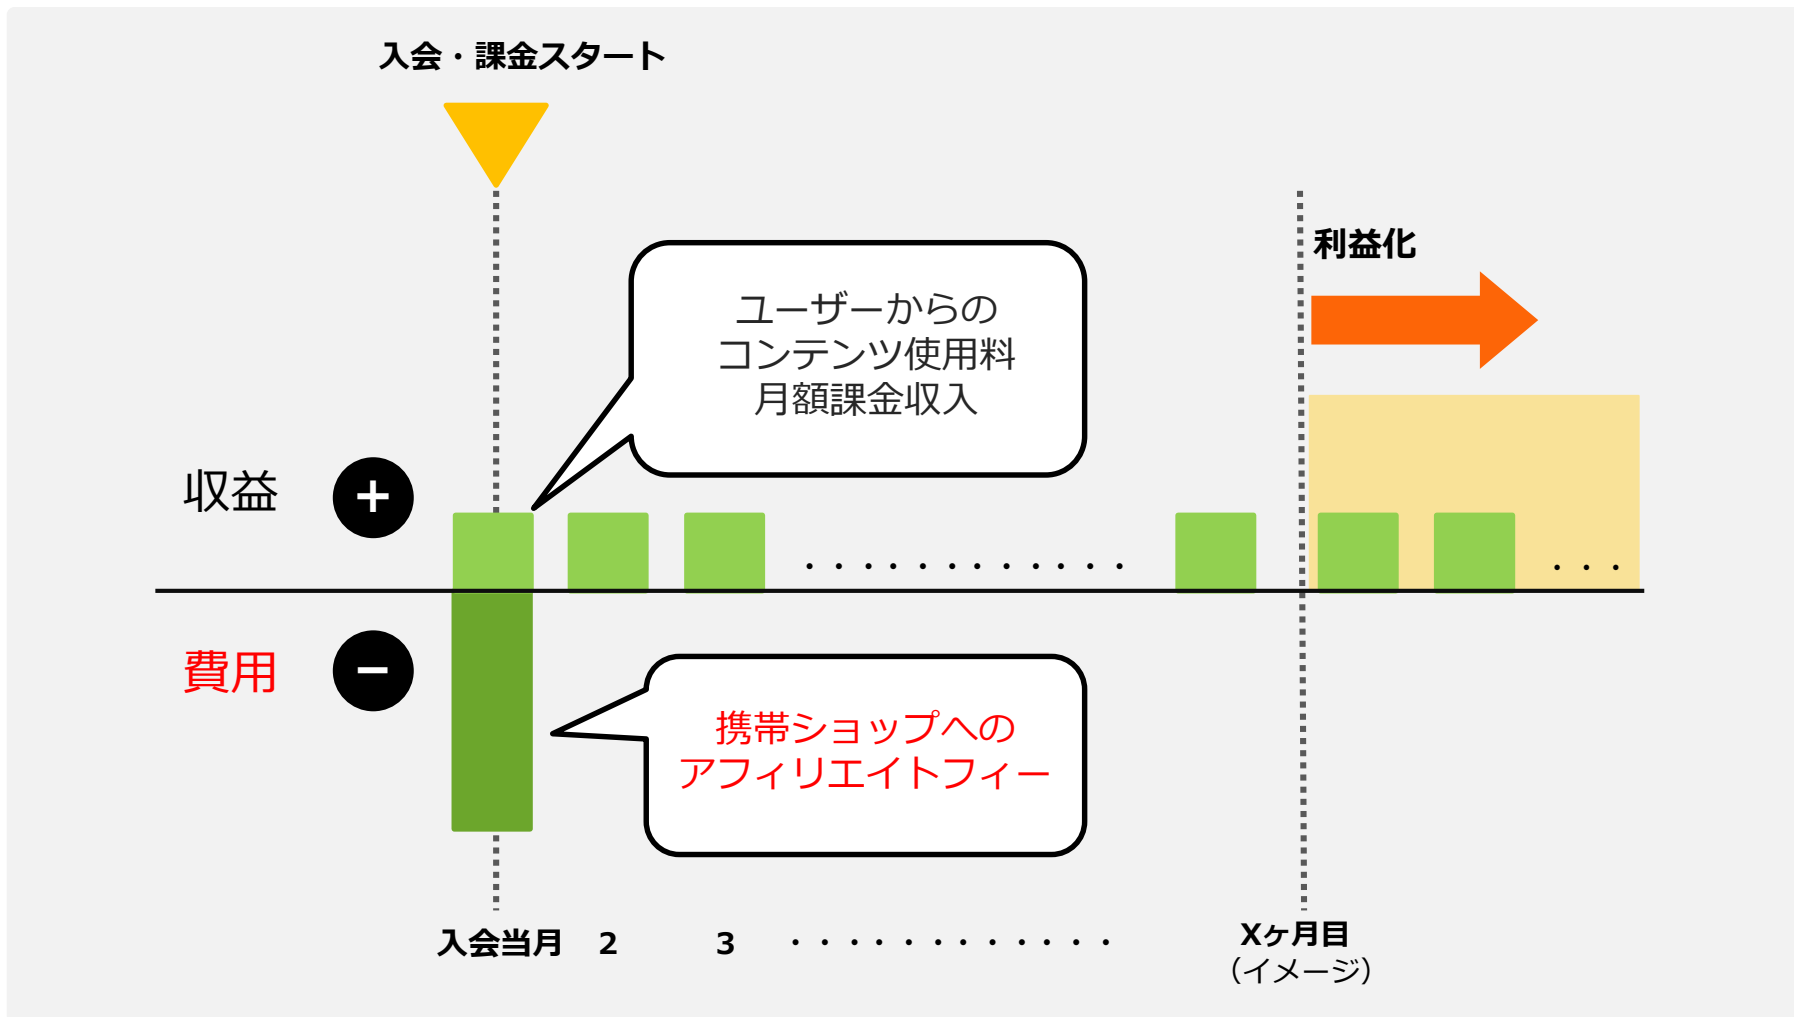 入会・課金スタート
利益化
ユーザーからの
コンテンツ使用料
月額課金収入
収益
+
費用
−
携帯ショップへの
アフィリエイトフィー
・・・・・・・・・・・・
・・・
入会当月 2 3 ・・・・・・・・・・・・ Xヶ月目
（イメージ）